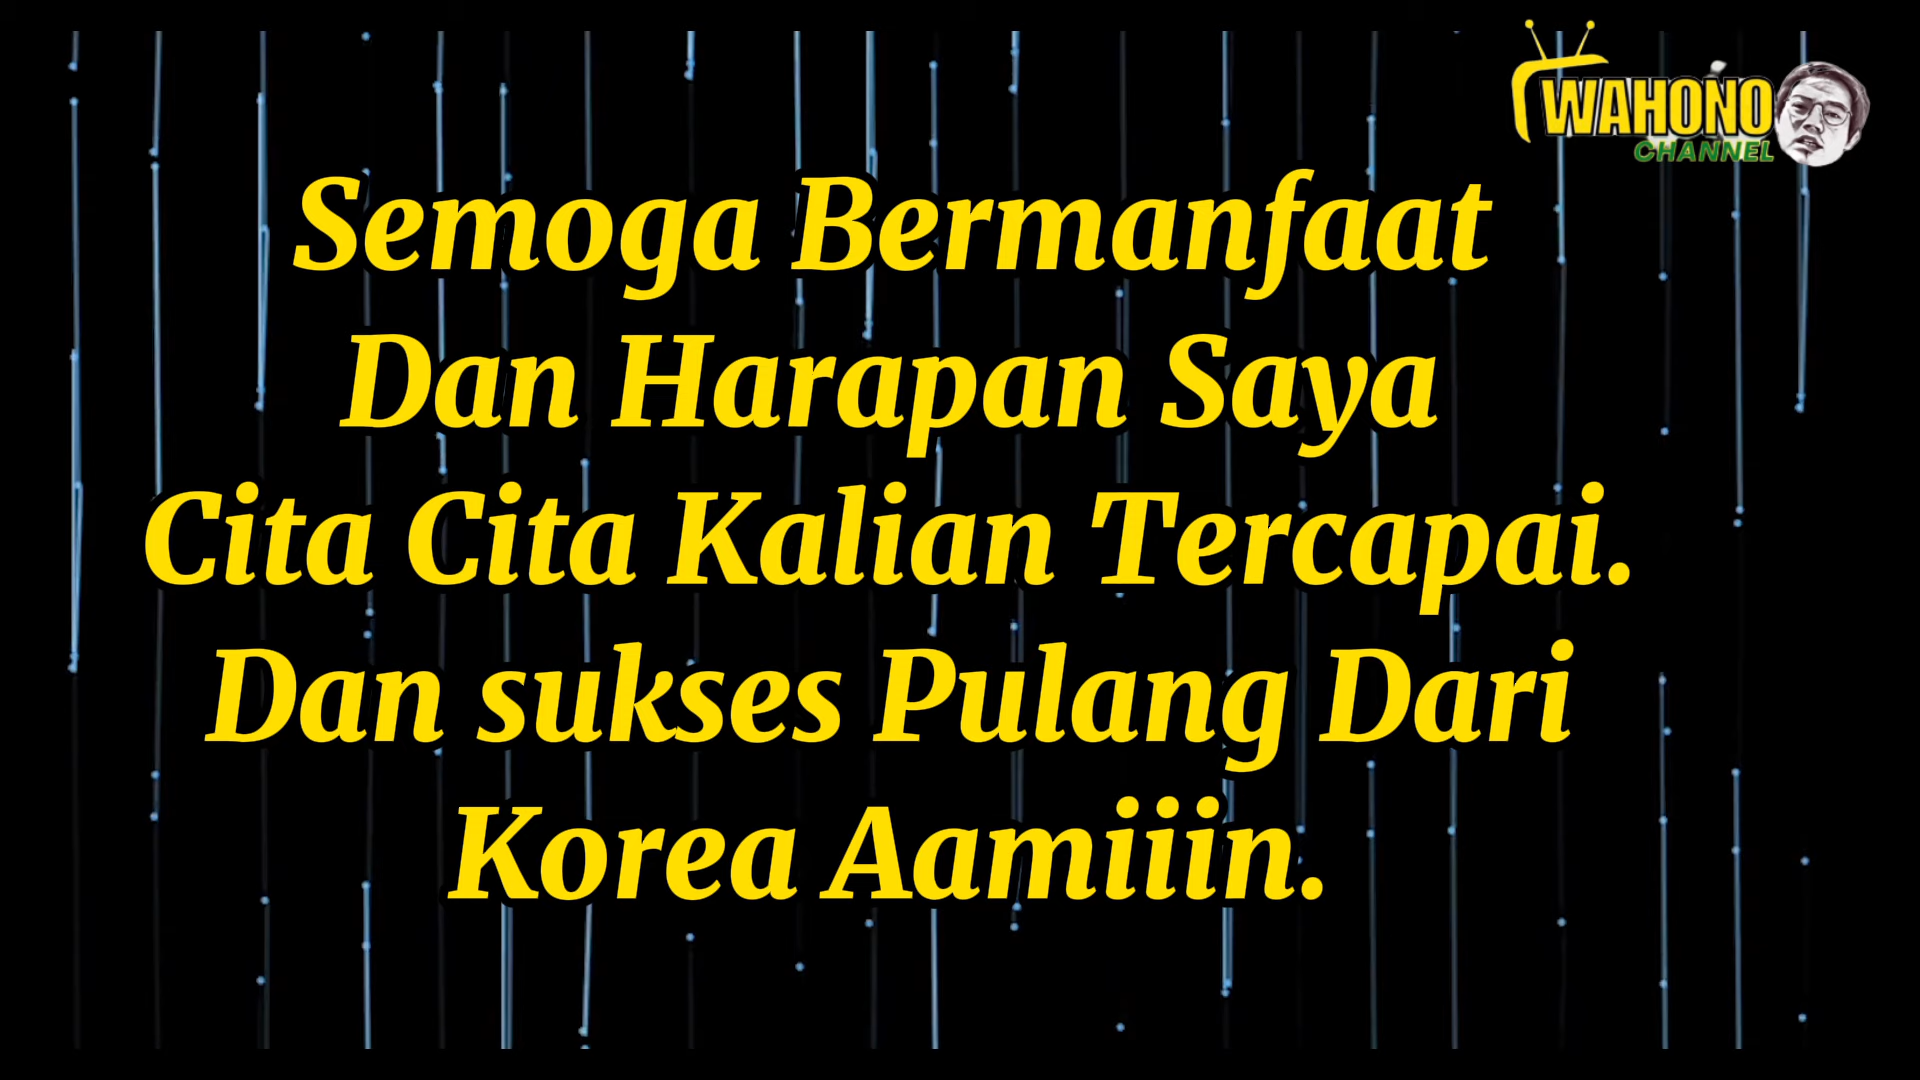 WAHONO
CHANNEL
Semoga Bermanfaat
Dan Harapan Saya
Cita Cita Kalian Tercapai.
Dan sukses Pulang Dari
Korea Aamiiin.